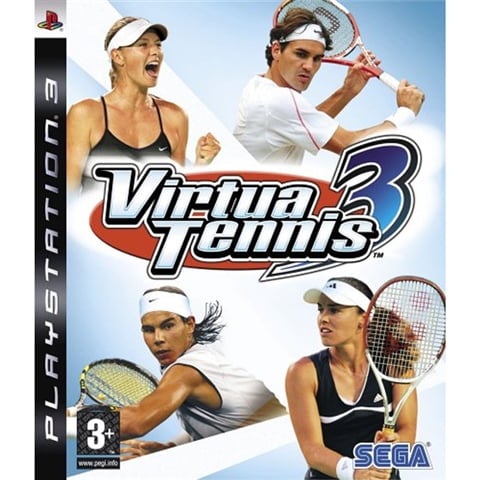 PLAYSTATION 3
Virtua
Tennis 3
TM
3+
www.pegi.info
SEGA